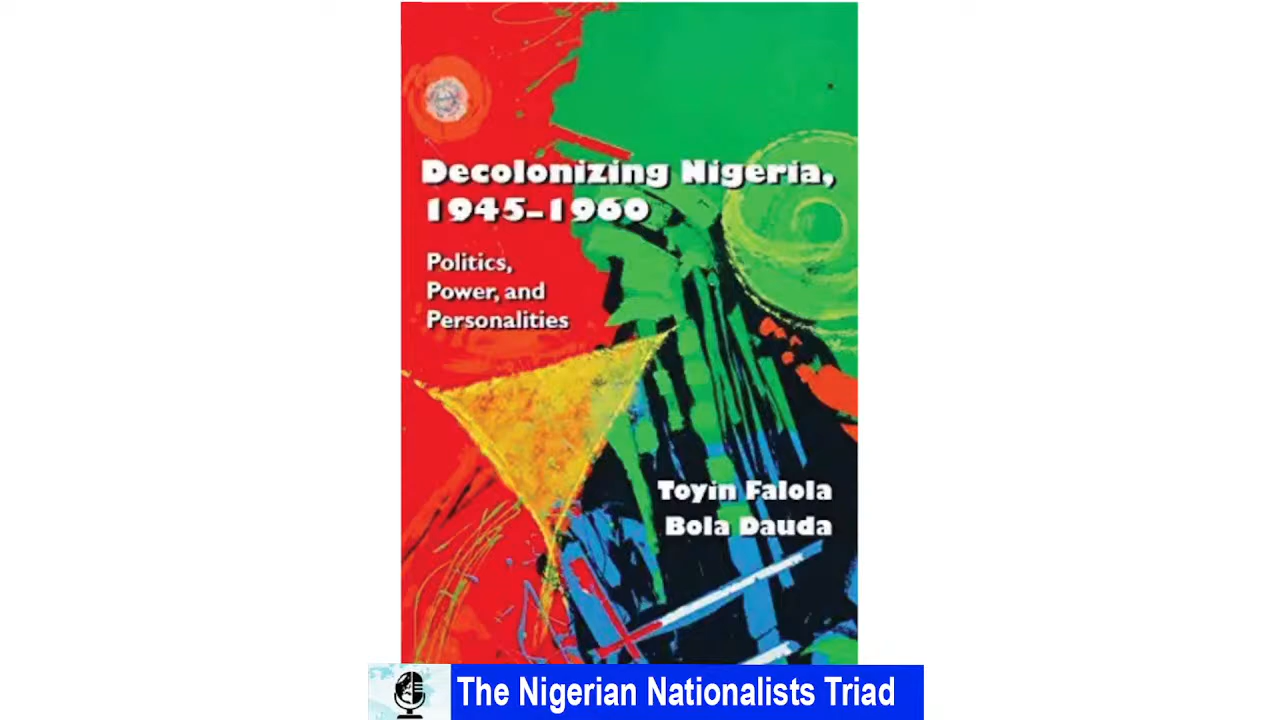 Decolonizing Nigeria,
1945–1960
Politics,
Power, and
Personalities
Toyin Falola
Bola Dauda
The Nigerian Nationalists Triad